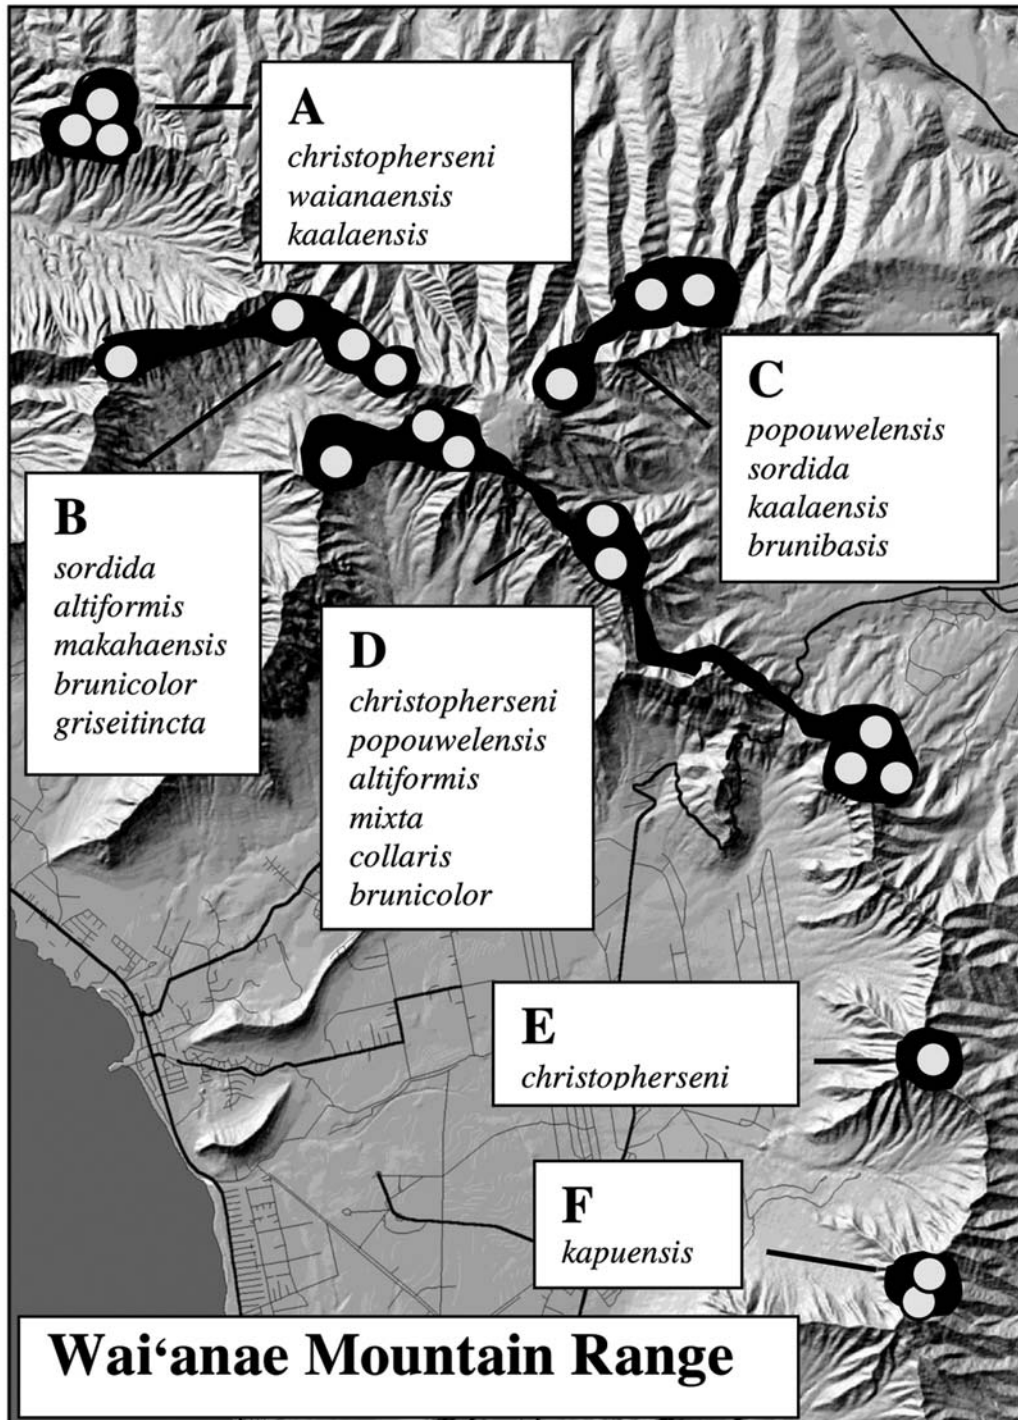 A
christopherseni
waianaensis
kaalaensis
C
popouwelensis
sordida
kaalaensis
brunibasis
B
sordida
altiformis
makahaensis
brunicolor
griseitincta
D
christopherseni
popouwelensis
altiformis
mixta
collaris
brunicolor
E
christopherseni
F
kapuensis
Wai‘anae Mountain Range